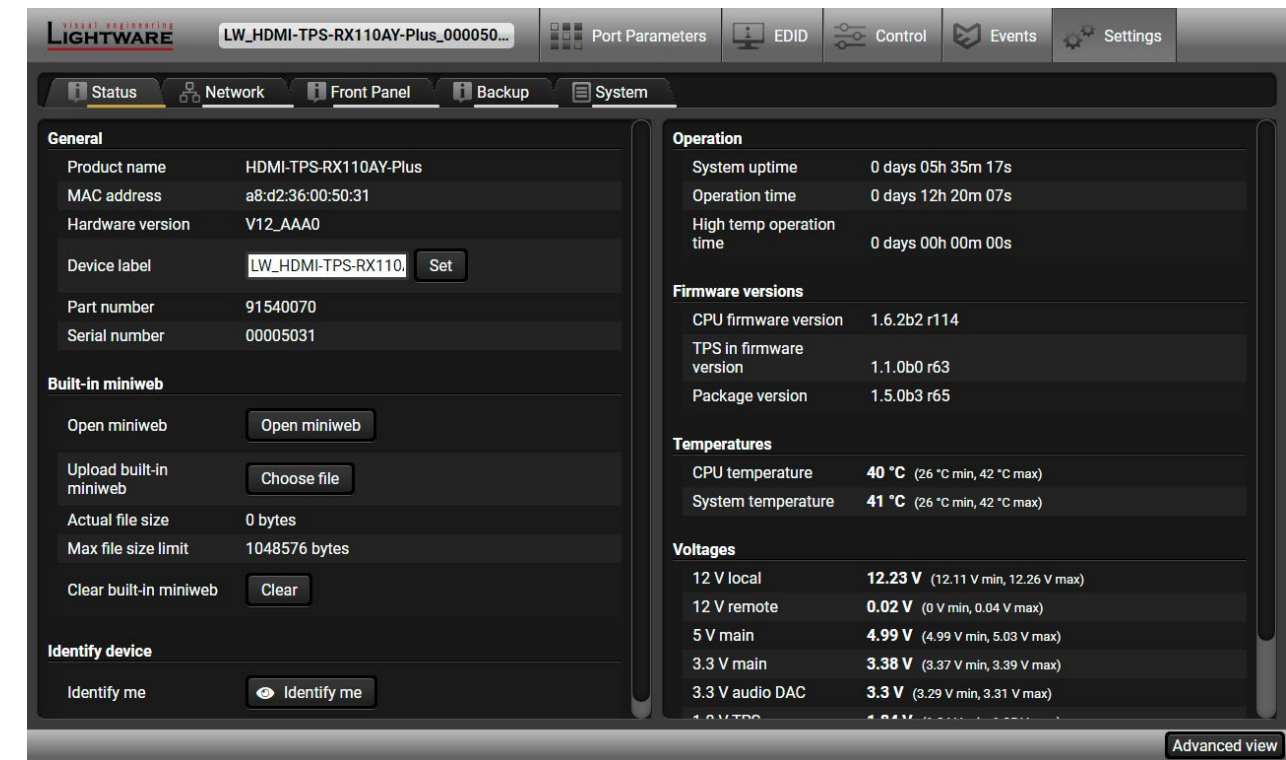 visual engineering
LIGHTWARE
LW_HDMI-TPS-RX110AY-Plus_000050...
Port Parameters
EDID
Control
Events
Settings
Status
Network
Front Panel
Backup
System
General
Product name HDMI-TPS-RX110AY-Plus
MAC address a8:d2:36:00:50:31
Hardware version V12_AAA0
Device label LW_HDMI-TPS-RX110 Set
Part number 91540070
Serial number 00005031
Built-in miniweb
Open miniweb Open miniweb
Upload built-in
miniweb Choose file
Actual file size 0 bytes
Max file size limit 1048576 bytes
Clear built-in miniweb Clear
Identify device
Identify me Identify me
Operation
System uptime 0 days 05h 35m 17s
Operation time 0 days 12h 20m 07s
High temp operation
time 0 days 00h 00m 00s
Firmware versions
CPU firmware version 1.6.2b2 r114
TPS in firmware
version 1.1.0b0 r63
Package version 1.5.0b3 r65
Temperatures
CPU temperature 40 °C (26 °C min, 42 °C max)
System temperature 41 °C (26 °C min, 42 °C max)
Voltages
12 V local 12.23 V (12.11 V min, 12.26 V max)
12 V remote 0.02 V (0 V min, 0.04 V max)
5 V main 4.99 V (4.99 V min, 5.03 V max)
3.3 V main 3.38 V (3.37 V min, 3.39 V max)
3.3 V audio DAC 3.3 V (3.29 V min, 3.31 V max)
Advanced view